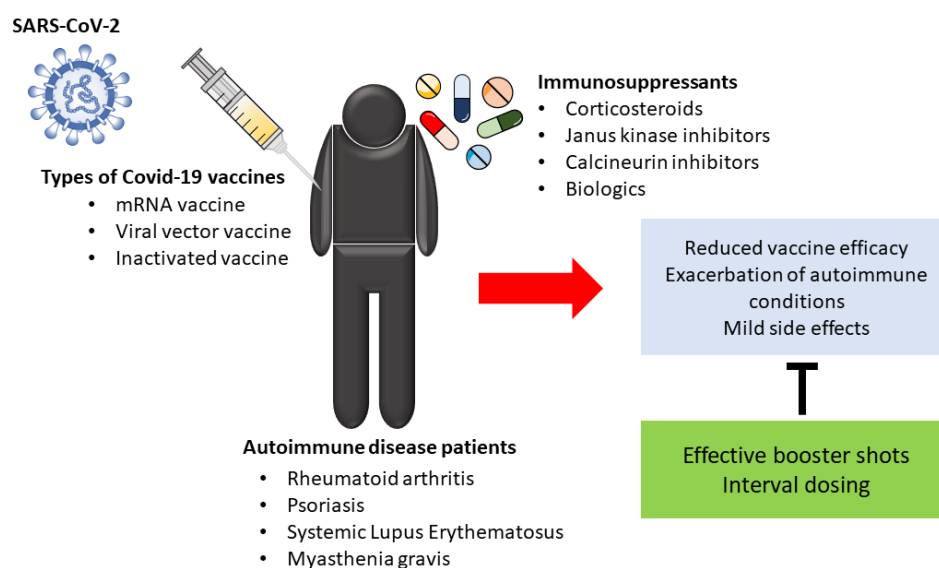 SARS-CoV-2
Types of Covid-19 vaccines
• mRNA vaccine
• Viral vector vaccine
• Inactivated vaccine
Immunosuppressants
• Corticosteroids
• Janus kinase inhibitors
• Calcineurin inhibitors
• Biologics
Reduced vaccine efficacy
Exacerbation of autoimmune
conditions
Mild side effects
Effective booster shots
Interval dosing
Autoimmune disease patients
• Rheumatoid arthritis
• Psoriasis
• Systemic Lupus Erythematosus
• Myasthenia gravis